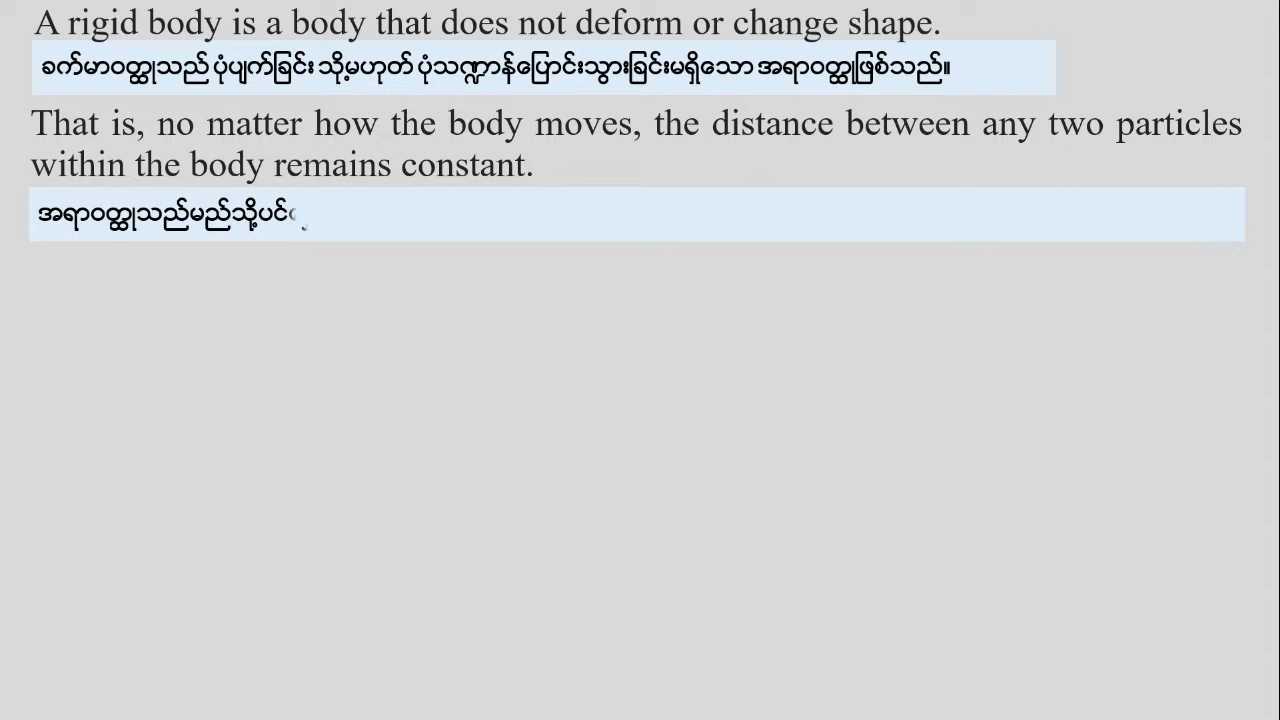 A rigid body is a body that does not deform or change shape.
ခက်မာဝတ္ထုသည် ပုံပျက်ခြင်း သို့မဟုတ် ပုံသဏ္ဍာန်ပြောင်းသွားခြင်းမရှိသော အရာဝတ္ထုဖြစ်သည်။
That is, no matter how the body moves, the distance between any two particles
within the body remains constant.
အရာဝတ္ထုသည်မည်သို့ပင်